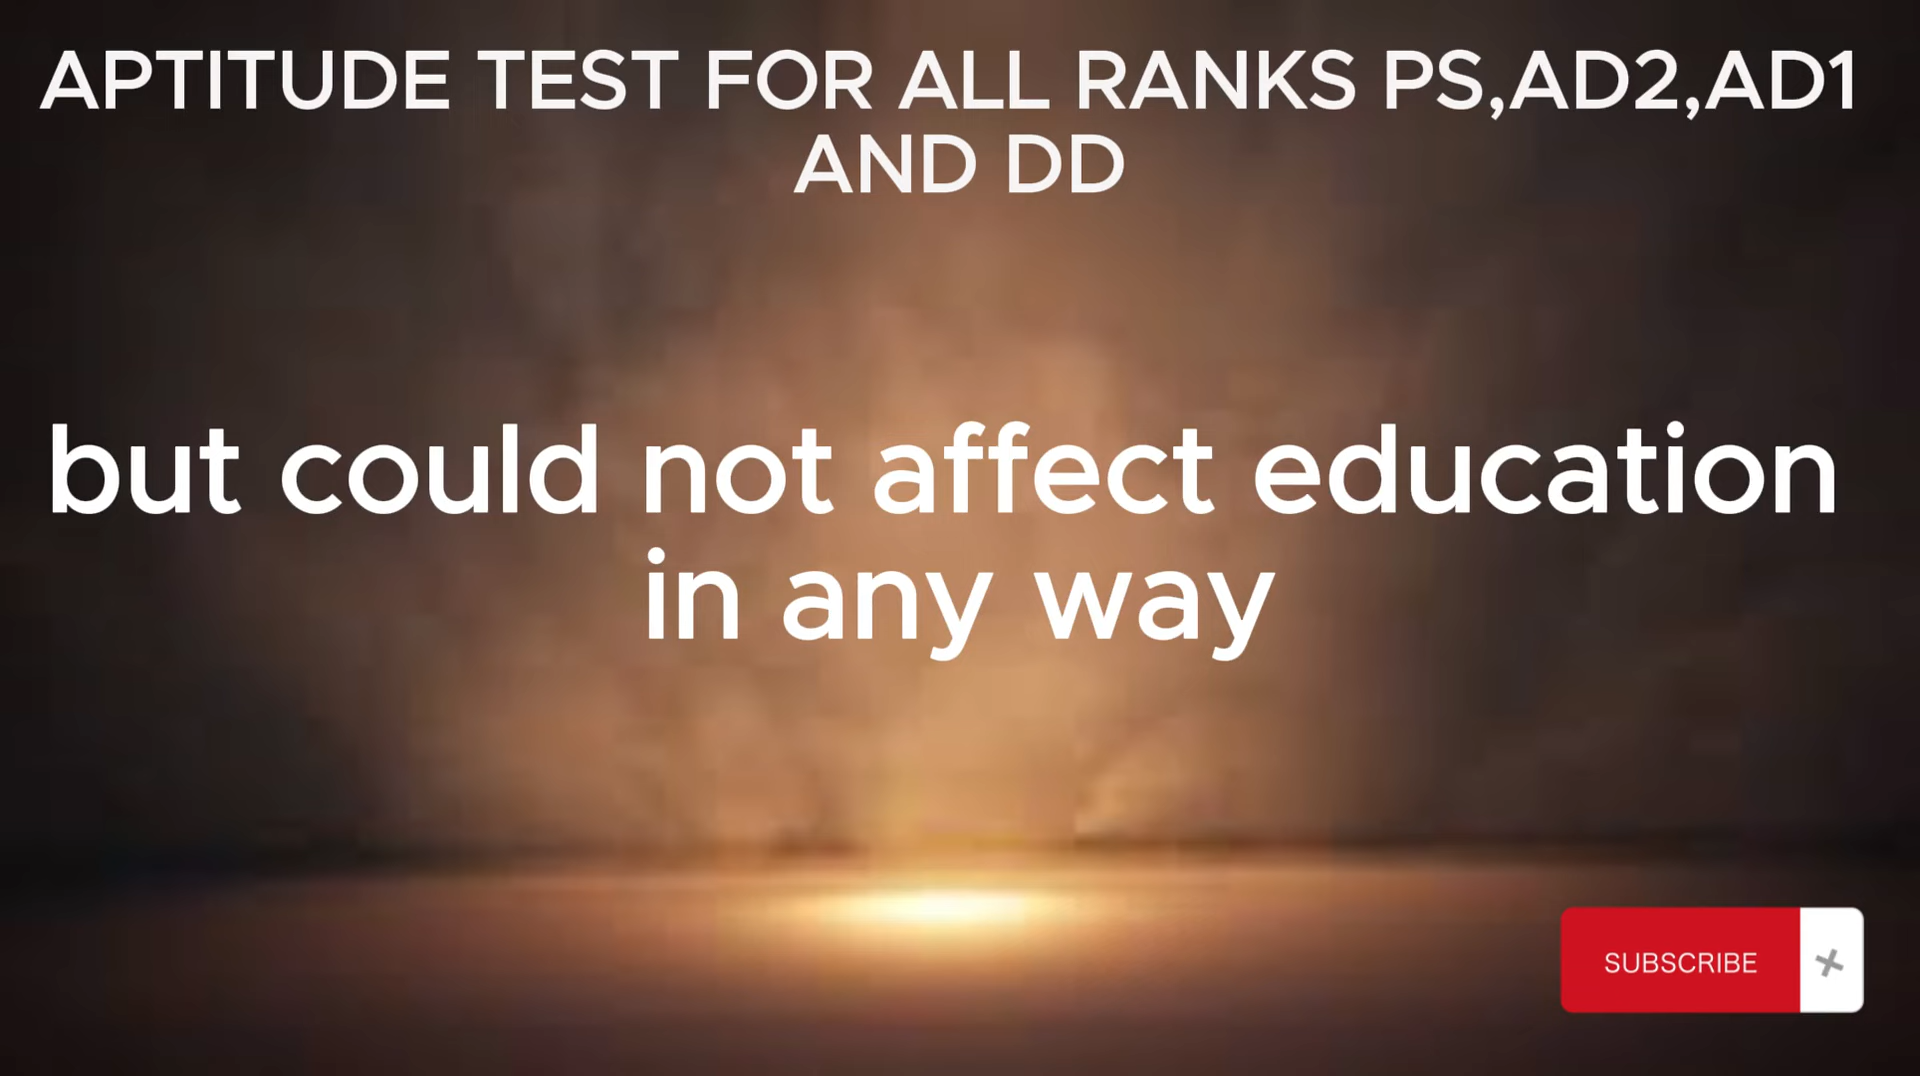 APTITUDE TEST FOR ALL RANKS PS,AD2,AD1
AND DD
but could not affect education
in any way
SUBSCRIBE